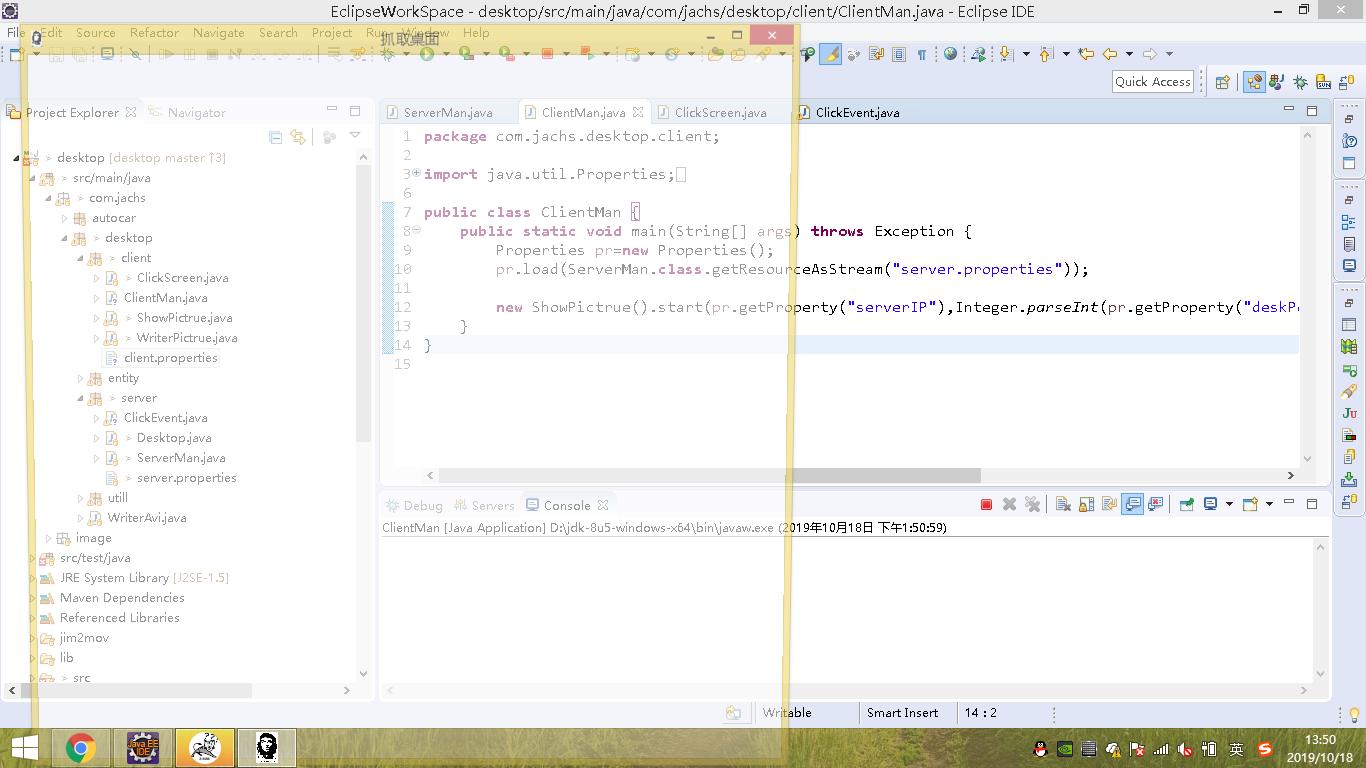 EclipseWorkSpace - desktop/src/main/java/com/jachs/desktop/client/ClientMan.java - Eclipse IDE
File Edit Source Refactor Navigate Search Project Run Window Help
抓取桌面
Quick Access
Project Explorer Navigator
ServerMan.java ClientMan.java ClickScreen.java ClickEvent.java
desktop [desktop master ↑3]
src/main/java
com.jachs
autocar
desktop
client
ClickScreen.java
ClientMan.java
ShowPictrue.java
WriterPictrue.java
client.properties
entity
server
ClickEvent.java
Desktop.java
ServerMan.java
server.properties
utill
WriterAvi.java
image
src/test/java
JRE System Library [J2SE-1.5]
Maven Dependencies
Referenced Libraries
jim2mov
lib
src
1 package com.jachs.desktop.client;
2
3 import java.util.Properties;
6
7 public class ClientMan {
8 public static void main(String[] args) throws Exception {
9 Properties pr=new Properties();
10 pr.load(ServerMan.class.getResourceAsStream("server.properties"));
11
12 new ShowPictrue().start(pr.getProperty("serverIP"),Integer.parseInt(pr.getProperty("deskP
13 }
14 }
15
Debug Servers Console
ClientMan [Java Application] D:\jdk-8u5-windows-x64\bin\javaw.exe (2019年10月18日 下午1:50:59)
Writable Smart Insert 14 : 2
Java EE
IDE
英
13:50
2019/10/18